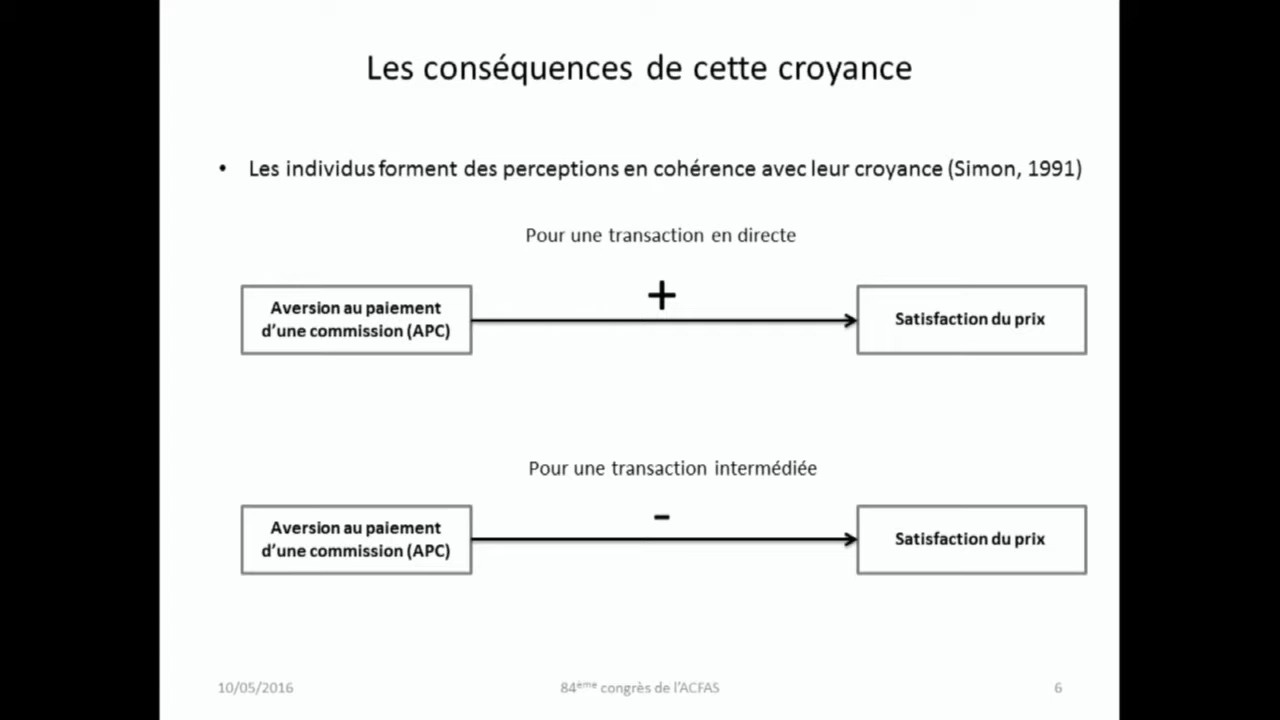 Les conséquences de cette croyance
• Les individus forment des perceptions en cohérence avec leur croyance (Simon, 1991)
Pour une transaction en directe
+
Aversion au paiement
d'une commission (APC)
Satisfaction du prix
Pour une transaction intermédiée
-
Aversion au paiement
d'une commission (APC)
Satisfaction du prix
10/05/2016
84ème congrès de l'ACFAS
6